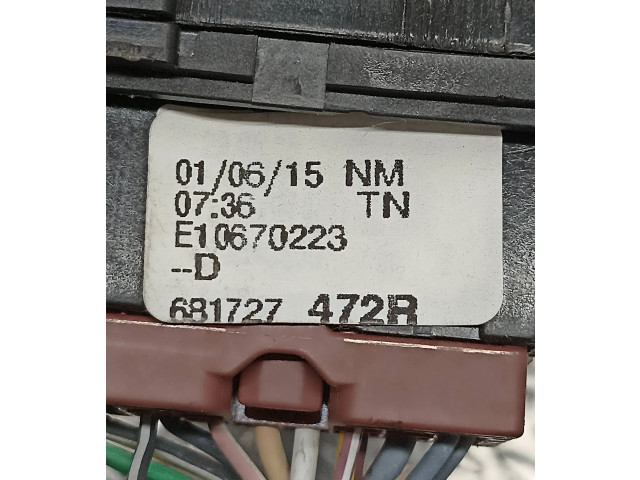 01/06/15 NM
07:36 TN
E10670223
--D
681727 472R